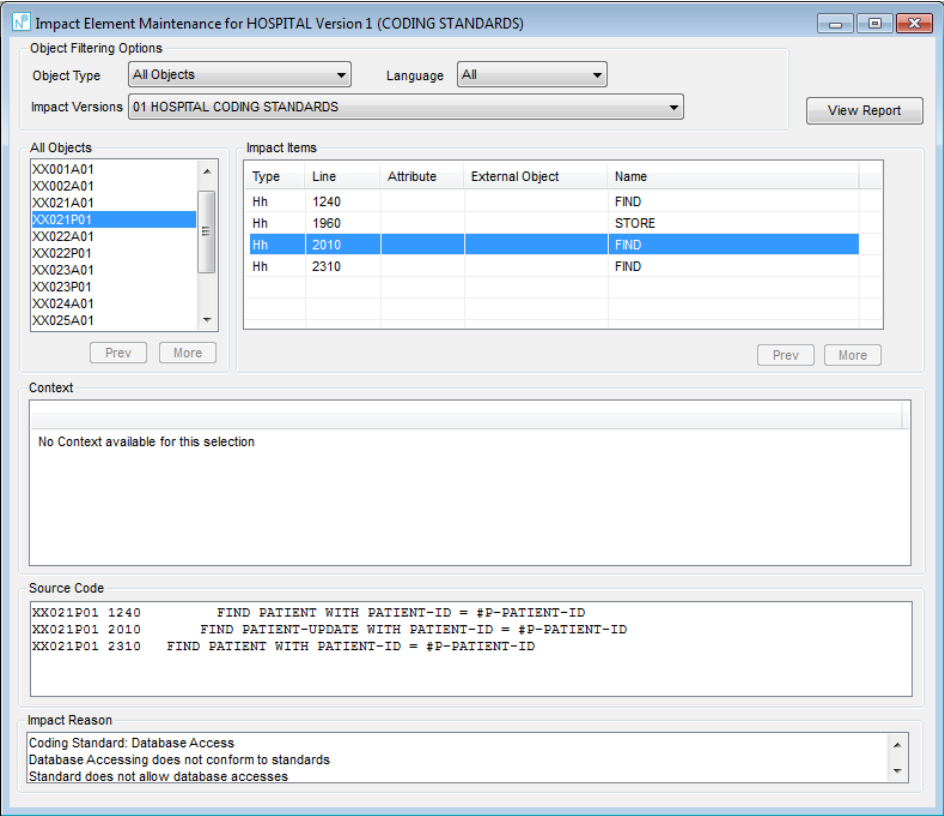 Impact Element Maintenance for HOSPITAL Version 1 (CODING STANDARDS)
Object Filtering Options
Object Type All Objects Language All
Impact Versions 01 HOSPITAL CODING STANDARDS
View Report
All Objects
XX001A01
XX002A01
XX021A01
XX021P01
XX022A01
XX022P01
XX023A01
XX023P01
XX024A01
XX025A01
Prev More
Impact Items
Type Line Attribute External Object Name
Hh 1240 FIND
Hh 1960 STORE
Hh 2010 FIND
Hh 2310 FIND
Prev More
Context
No Context available for this selection
Source Code
XX021P01 1240 FIND PATIENT WITH PATIENT-ID = #P-PATIENT-ID
XX021P01 2010 FIND PATIENT-UPDATE WITH PATIENT-ID = #P-PATIENT-ID
XX021P01 2310 FIND PATIENT WITH PATIENT-ID = #P-PATIENT-ID
Impact Reason
Coding Standard: Database Access
Database Accessing does not conform to standards
Standard does not allow database accesses